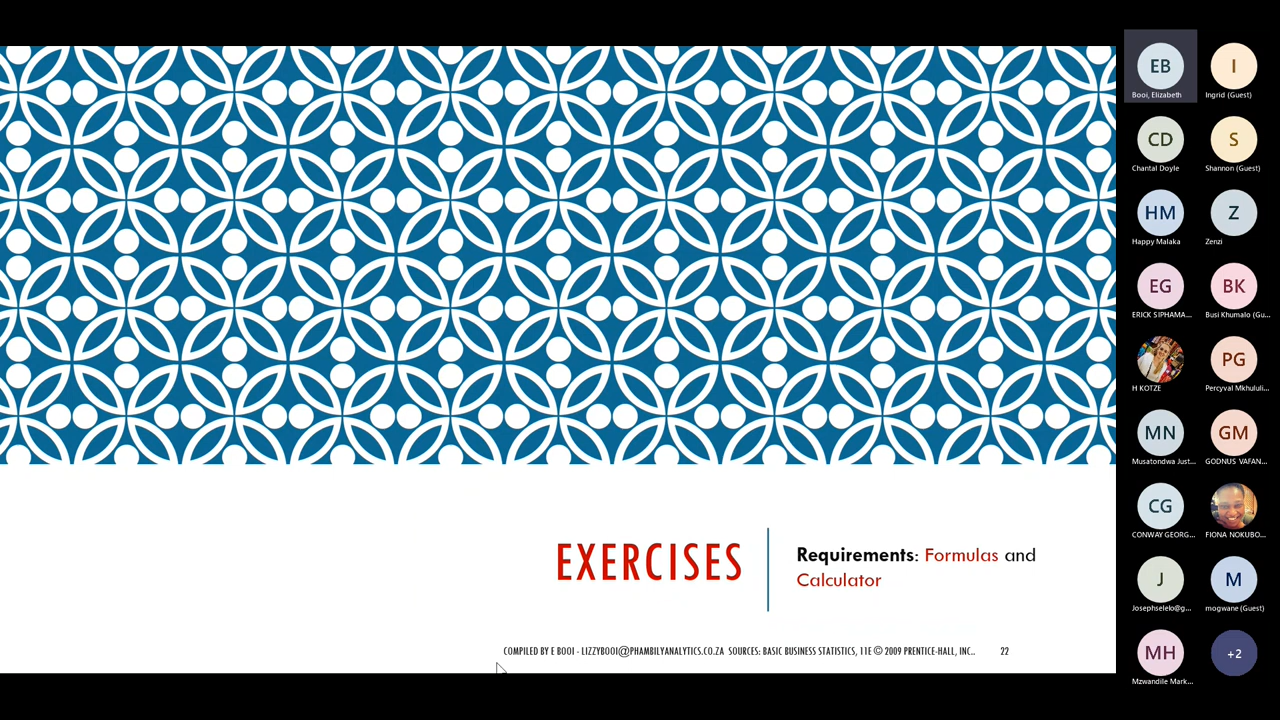 EXERCISES
Requirements: Formulas and
Calculator
COMPILED BY E BOOI - LIZZYBOOI@PHAMBILYANALYTICS.CO.ZA SOURCES: BASIC BUSINESS STATISTICS, 11E © 2009 PRENTICE-HALL, INC.. 22
EB I
Booi, Elizabeth Ingrid (Guest)
CD S
Chantal Doyle Shannon (Guest)
HM Z
Happy Malaka Zenzi
EG BK
ERICK SIPHAMA... Busi Khumalo (Gu...
H KOTZE
PG
Percyval Mkhululi...
MN GM
Musatondwa Just... GODNUS VAFAN...
CG
CONWAY GEORG... FIONA NOKUBO...
J M
Josephselelo@g... mogwane (Guest)
MH +2
Mzwandile Mark...